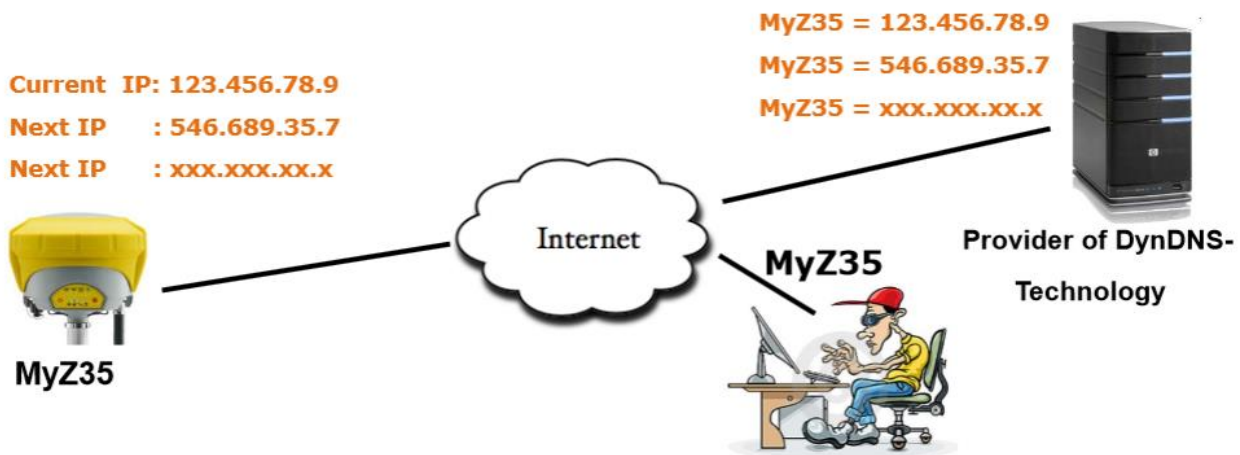 Current IP: 123.456.78.9
Next IP : 546.689.35.7
Next IP : xxx.xxx.xx.x
MyZ35
Internet
MyZ35 = 123.456.78.9
MyZ35 = 546.689.35.7
MyZ35 = xxx.xxx.xx.x
Provider of DynDNS-
Technology
MyZ35